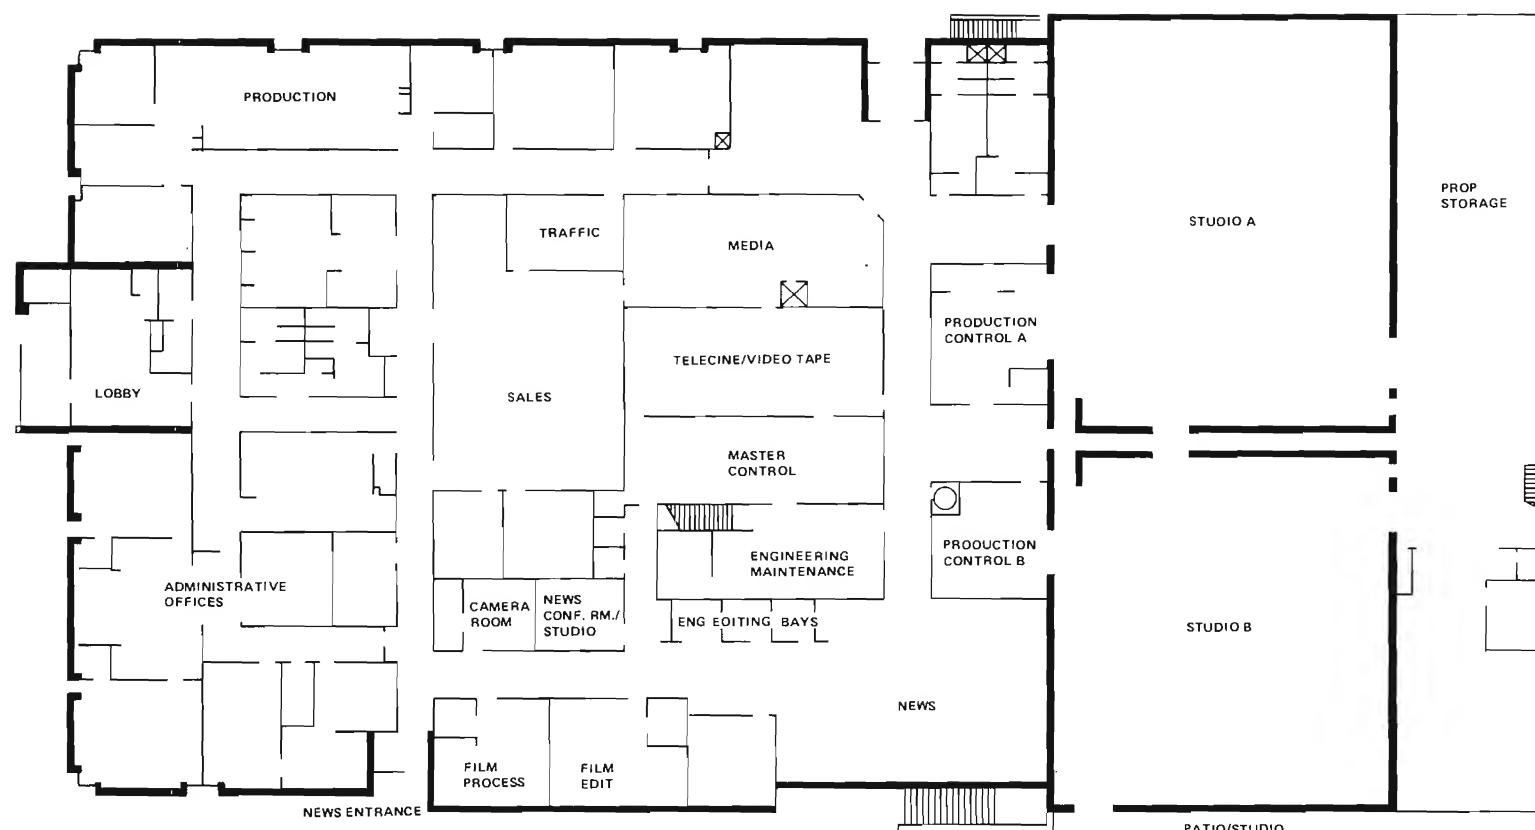 PRODUCTION
PROP
STORAGE
STUDIO A
TRAFFIC
MEDIA
PRODUCTION
CONTROL A
TELECINE/VIDEO TAPE
LOBBY
SALES
MASTER
CONTROL
PROOUCTION
CONTROL B
ENGINEERING
MAINTENANCE
ADMINISTRATIVE
OFFICES
CAMERA
ROOM
NEWS
CONF. RM./
STUDIO
ENG EOITING BAYS
STUDIO B
NEWS
FILM
PROCESS
FILM
EDIT
NEWS ENTRANCE
PATIO/STUDIO